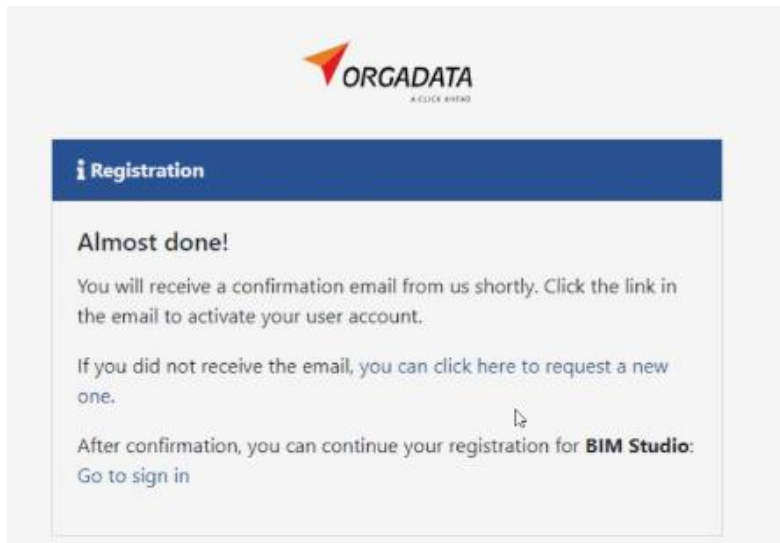 ORGADATA
A CLICK AHEAD
Registration
Almost done!
You will receive a confirmation email from us shortly. Click the link in
the email to activate your user account.
If you did not receive the email, you can click here to request a new
one.
After confirmation, you can continue your registration for BIM Studio:
Go to sign in